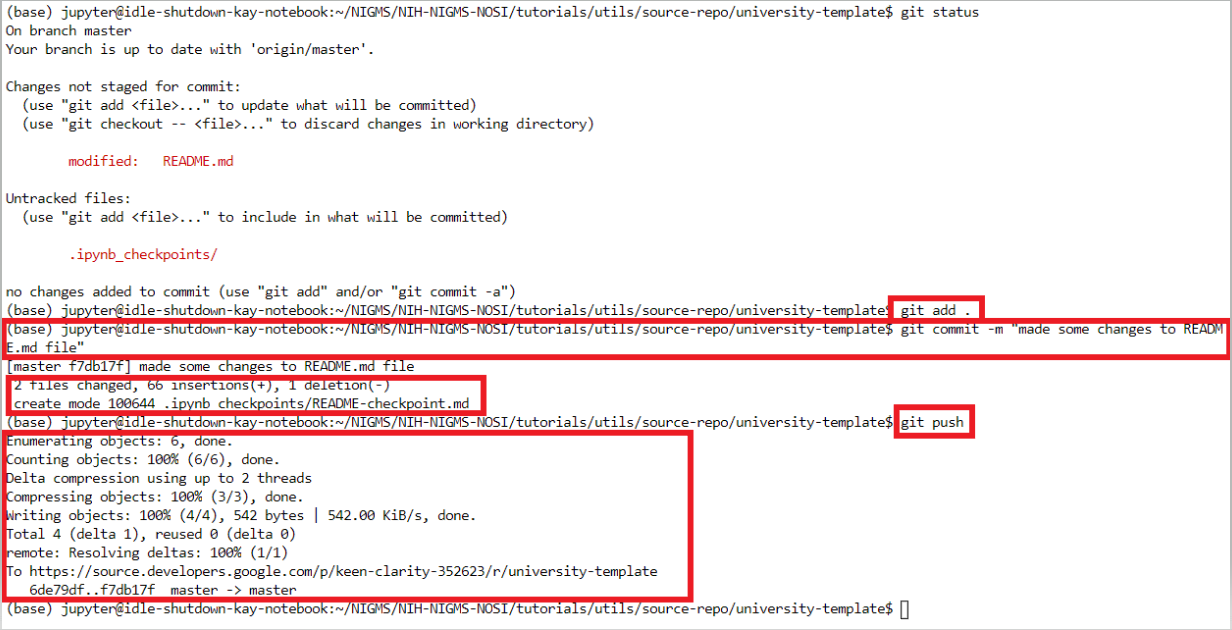 (base) jupyter@idle-shutdown-kay-notebook:~/NIGMS/NIH-NIGMS-NOSI/tutorials/utils/source-repo/university-template$ git status
On branch master
Your branch is up to date with 'origin/master'.
Changes not staged for commit:
(use "git add <file>..." to update what will be committed)
(use "git checkout -- <file>..." to discard changes in working directory)
modified: README.md
Untracked files:
(use "git add <file>..." to include in what will be committed)
.ipynb_checkpoints/
no changes added to commit (use "git add" and/or "git commit -a")
(base) jupyter@idle-shutdown-kay-notebook:~/NIGMS/NIH-NIGMS-NOSI/tutorials/utils/source-repo/university-template$ git add .
(base) jupyter@idle-shutdown-kay-notebook:~/NIGMS/NIH-NIGMS-NOSI/tutorials/utils/source-repo/university-template$ git commit -m "made some changes to READM
E.md file"
[master f7db17f] made some changes to README.md file
2 files changed, 66 insertions(+), 1 deletion(-)
create mode 100644 .ipynb_checkpoints/README-checkpoint.md
(base) jupyter@idle-shutdown-kay-notebook:~/NIGMS/NIH-NIGMS-NOSI/tutorials/utils/source-repo/university-template$ git push
Enumerating objects: 6, done.
Counting objects: 100% (6/6), done.
Delta compression using up to 2 threads
Compressing objects: 100% (3/3), done.
Writing objects: 100% (4/4), 542 bytes | 542.00 KiB/s, done.
Total 4 (delta 1), reused 0 (delta 0)
remote: Resolving deltas: 100% (1/1)
To https://source.developers.google.com/p/keen-clarity-352623/r/university-template
6de79df..f7db17f master -> master
(base) jupyter@idle-shutdown-kay-notebook:~/NIGMS/NIH-NIGMS-NOSI/tutorials/utils/source-repo/university-template$